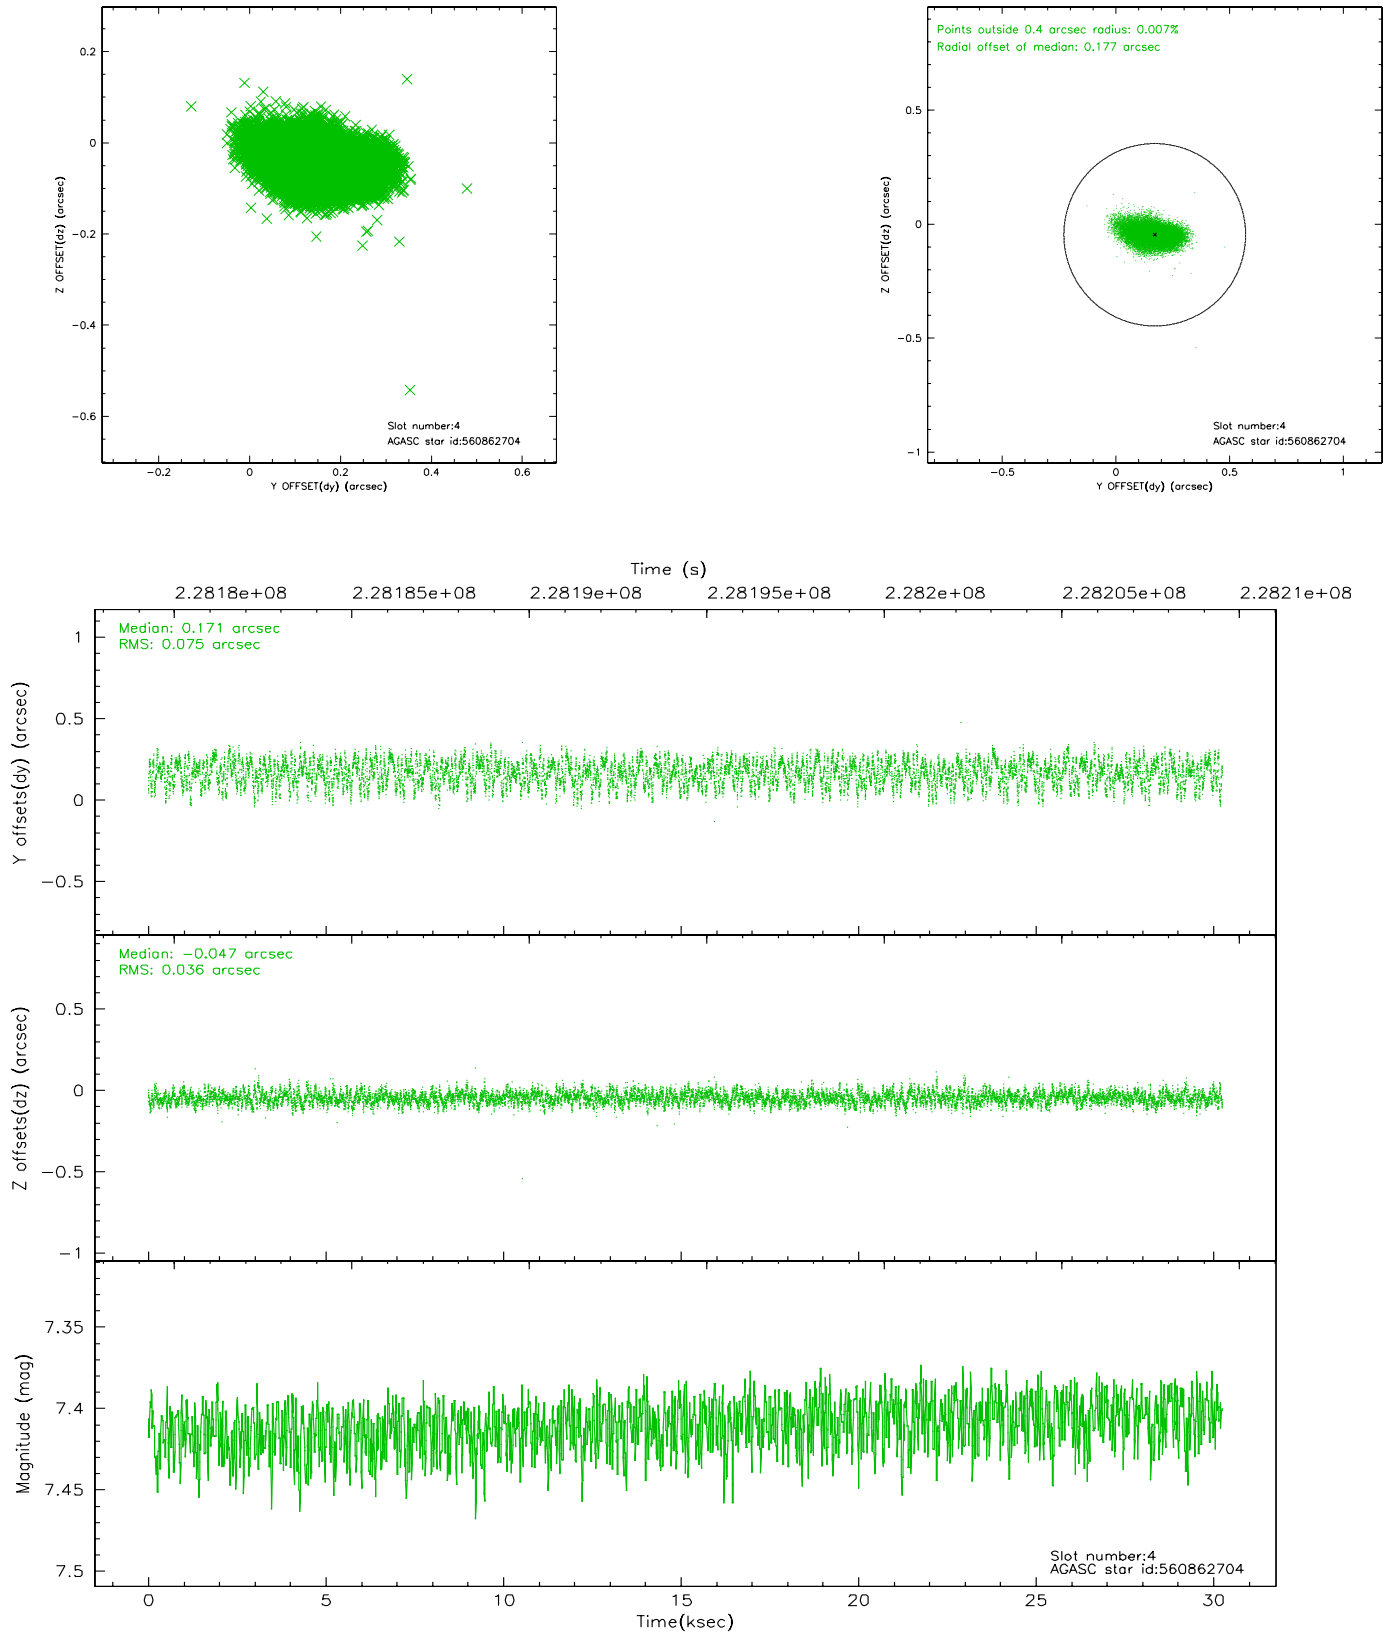 0.2
0
−0.2
−0.4
−0.6
Z OFFSET(dz) (arcsec)
Slot number:4
AGASC star id:560862704
−0.2 0 0.2 0.4 0.6
Y OFFSET(dy) (arcsec)
Points outside 0.4 arcsec radius: 0.007%
Radial offset of median: 0.177 arcsec
0.5
0
−0.5
−1
Z OFFSET(dz) (arcsec)
Slot number:4
AGASC star id:560862704
−0.5 0 0.5 1
Y OFFSET(dy) (arcsec)
Time (s)
2.2818e+08 2.28185e+08 2.2819e+08 2.28195e+08 2.282e+08 2.28205e+08 2.2821e+08
Median: 0.171 arcsec
RMS: 0.075 arcsec
1
0.5
0
−0.5
Y offsets(dy) (arcsec)
Median: −0.047 arcsec
RMS: 0.036 arcsec
0.5
0
−0.5
−1
Z offsets(dz) (arcsec)
7.35
7.4
7.45
7.5
Magnitude (mag)
Slot number:4
AGASC star id:560862704
0 5 10 15 20 25 30
Time(ksec)